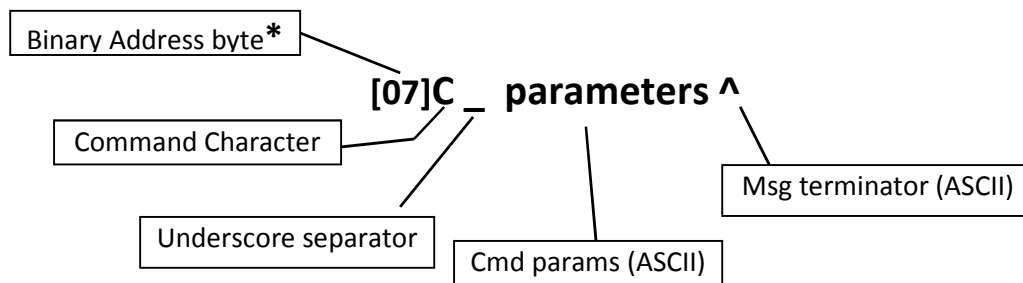 Binary Address byte*
[07]C _ parameters ^
Command Character
Msg terminator (ASCII)
Underscore separator
Cmd params (ASCII)